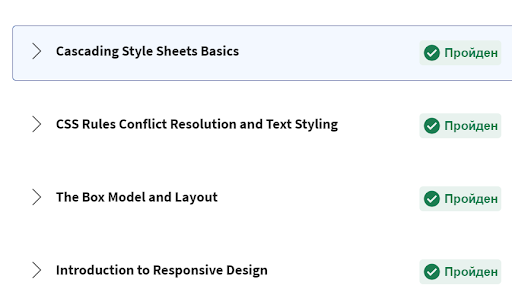 Cascading Style Sheets Basics Пройден
CSS Rules Conflict Resolution and Text Styling Пройден
The Box Model and Layout Пройден
Introduction to Responsive Design Пройден